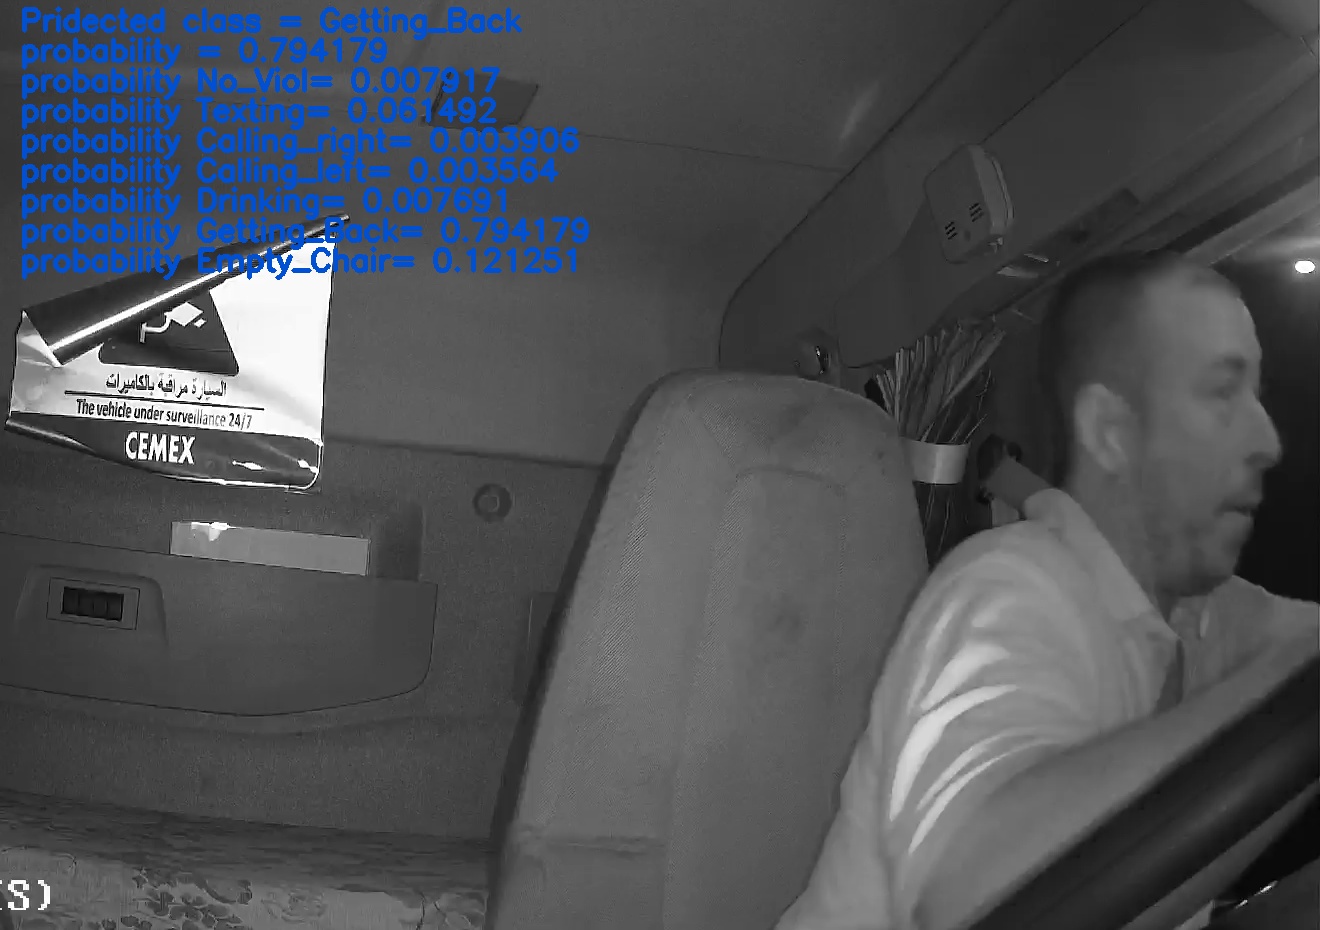 Pridected class = Getting_Back
probability = 0.794179
probability No_Viol= 0.007917
probability Texting= 0.061492
probability Calling_right= 0.003906
probability Calling_left= 0.003564
probability Drinking= 0.007691
probability Getting_Back= 0.794179
probability Empty_Chair= 0.121251
السيارة مراقبة بالكاميرات
The vehicle under surveillance 24/7
CEMEX
S)